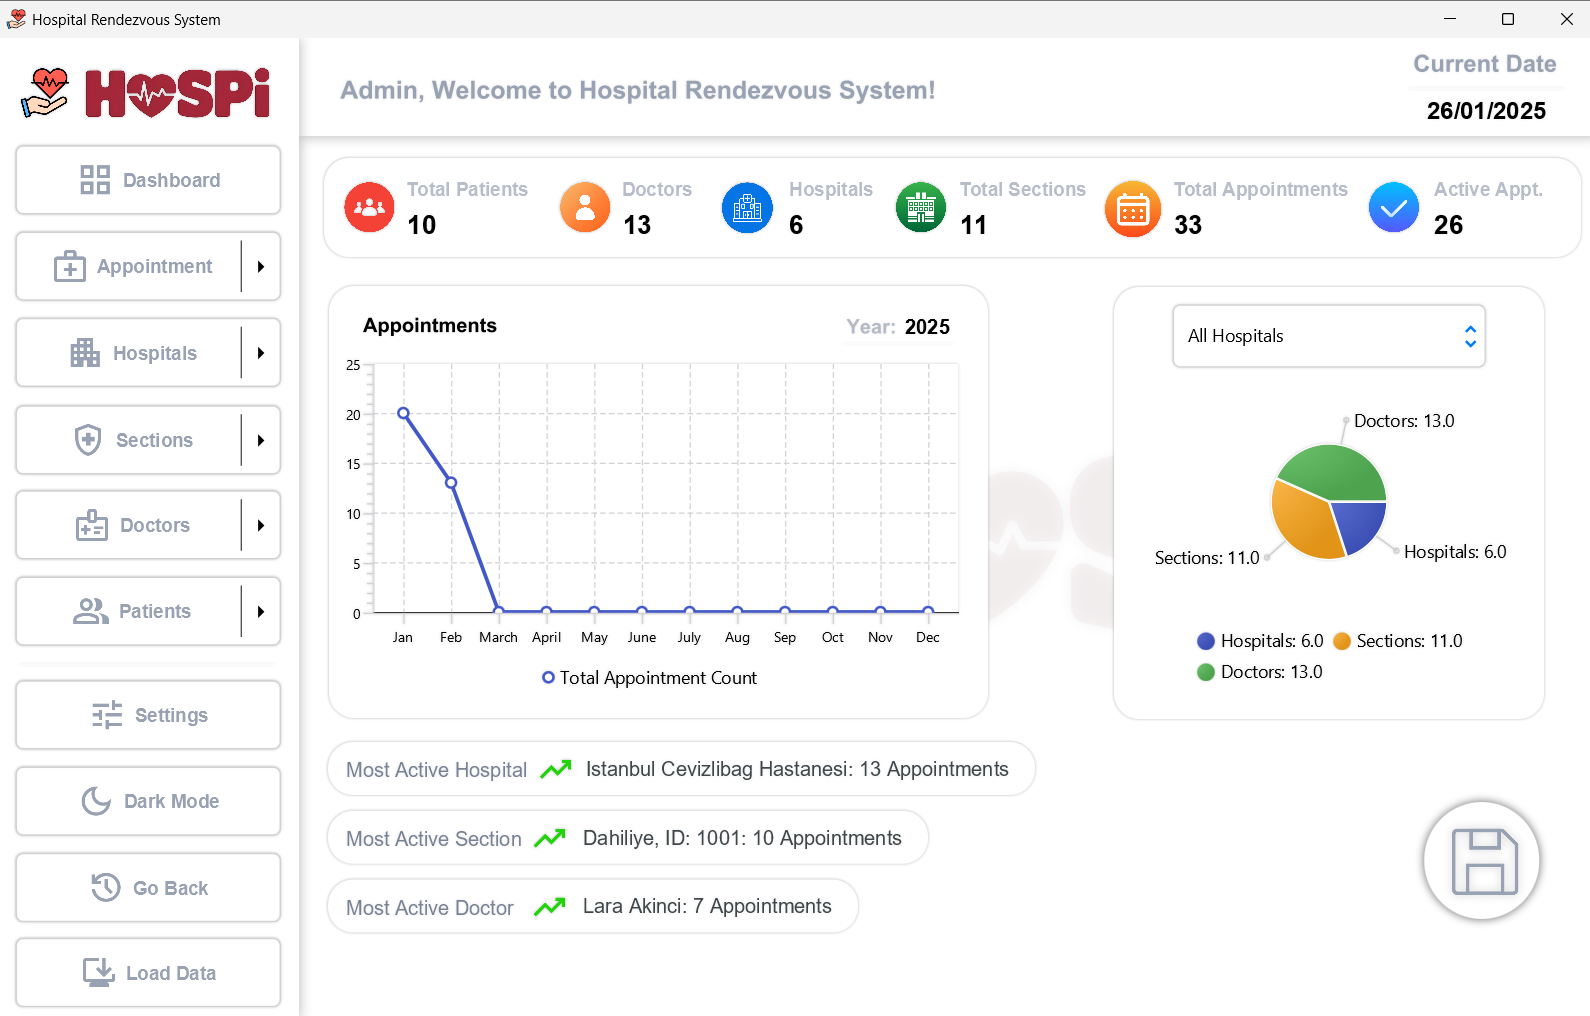 Hospital Rendezvous System
HOSPi
Dashboard
Appointment
Hospitals
Sections
Doctors
Patients
Settings
Dark Mode
Go Back
Load Data
Admin, Welcome to Hospital Rendezvous System!
Current Date
26/01/2025
Total Patients
10
Doctors
13
Hospitals
6
Total Sections
11
Total Appointments
33
Active Appt.
26
Appointments
Year: 2025
25
20
15
10
5
0
Jan Feb March April May June July Aug Sep Oct Nov Dec
Total Appointment Count
All Hospitals
Doctors: 13.0
Sections: 11.0
Hospitals: 6.0
Hospitals: 6.0 Sections: 11.0
Doctors: 13.0
Most Active Hospital Istanbul Cevizlibag Hastanesi: 13 Appointments
Most Active Section Dahiliye, ID: 1001: 10 Appointments
Most Active Doctor Lara Akinci: 7 Appointments